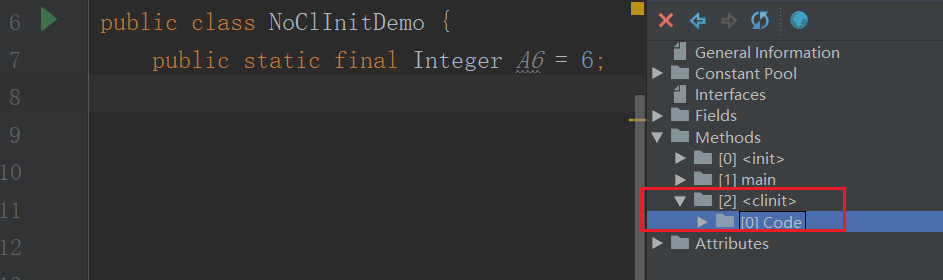 6 public class NoClInitDemo {
7 public static final Integer A6 = 6;
8
9
10
11
12
General Information
Constant Pool
Interfaces
Fields
Methods
[0] <init>
[1] main
[2] <clinit>
[0] Code
Attributes